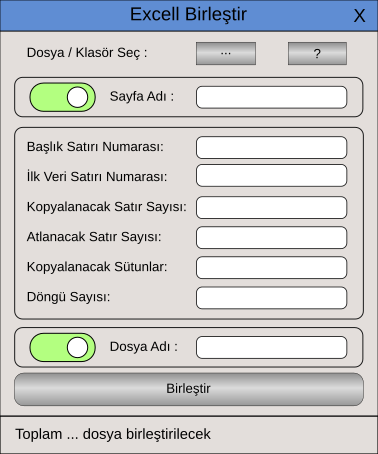 Excell Birleştir X
Dosya / Klasör Seç : ... ?
Sayfa Adı :
Başlık Satırı Numarası:
İlk Veri Satırı Numarası:
Kopyalanacak Satır Sayısı:
Atlanacak Satır Sayısı:
Kopyalanacak Sütunlar:
Döngü Sayısı:
Dosya Adı :
Birleştir
Toplam ... dosya birleştirilecek